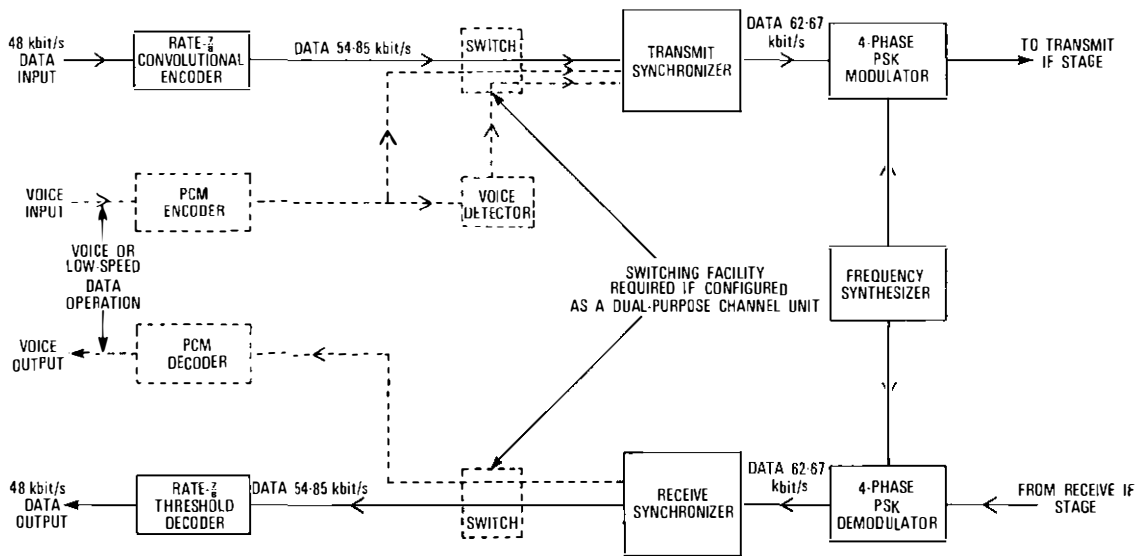 48 kbit/s
DATA
INPUT
RATE-7/8
CONVOLUTIONAL
ENCODER
DATA 54·85 kbit/s
SWITCH
TRANSMIT
SYNCHRONIZER
DATA 62·67
kbit/s
4-PHASE
PSK
MODULATOR
TO TRANSMIT
IF STAGE
VOICE
INPUT
PCM
ENCODER
VOICE
DETECTOR
VOICE OR
LOW-SPEED
DATA
OPERATION
SWITCHING FACILITY
REQUIRED IF CONFIGURED
AS A DUAL-PURPOSE CHANNEL UNIT
FREQUENCY
SYNTHESIZER
VOICE
OUTPUT
PCM
DECODER
48 kbit/s
DATA
OUTPUT
RATE-7/8
THRESHOLD
DECODER
DATA 54·85 kbit/s
SWITCH
RECEIVE
SYNCHRONIZER
DATA 62·67
kbit/s
4-PHASE
PSK
DEMODULATOR
FROM RECEIVE IF
STAGE